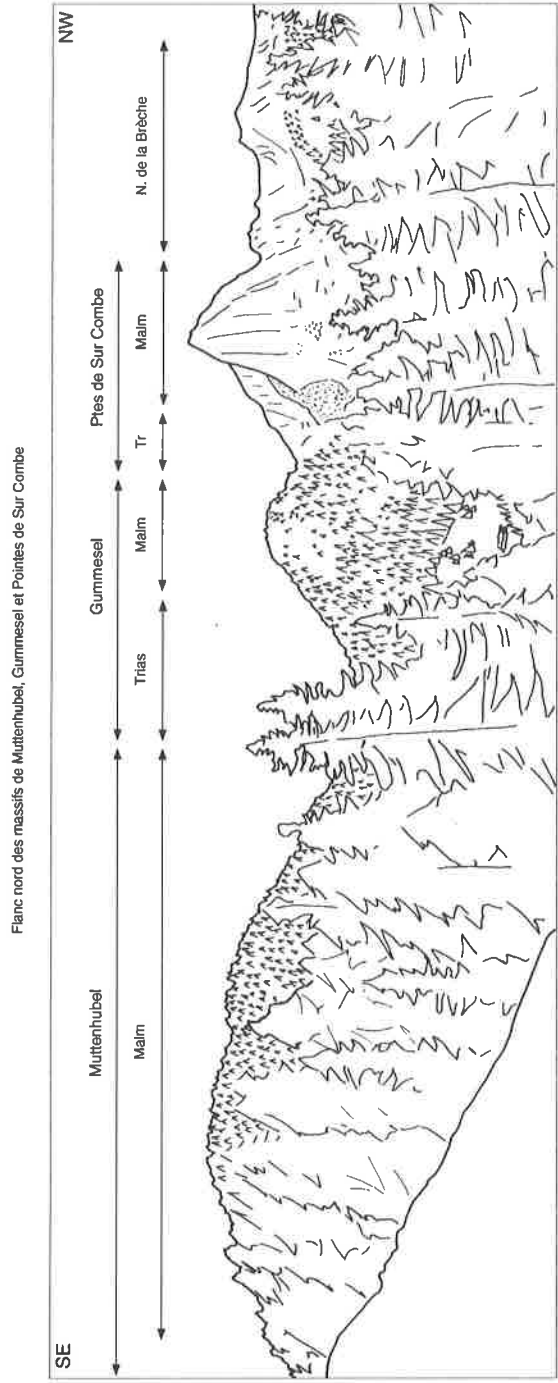 Flanc nord des massifs de Muttenhubel, Gummesel et Pointes de Sur Combe
SE
NW
Muttenhubel
Gummesel
Ptes de Sur Combe
Malm
Trias
Malm
Tr
Malm
N. de la Brèche